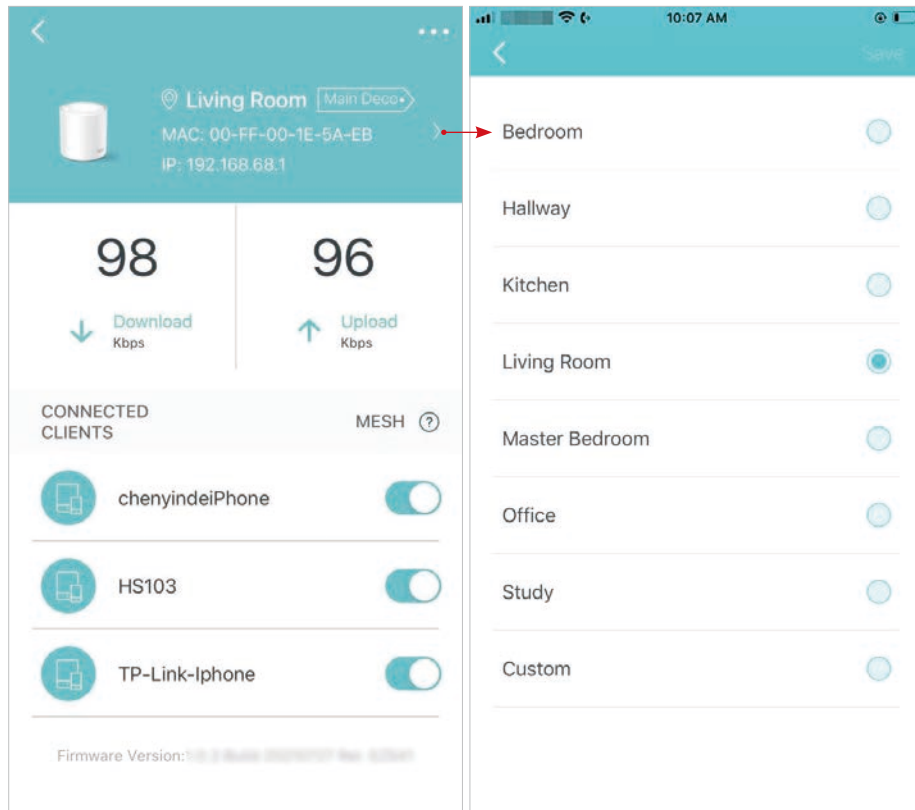 Living Room Main Deco
MAC: 00-FF-00-1E-5A-EB
IP: 192.168.68.1
98
Download
Kbps
96
Upload
Kbps
CONNECTED
CLIENTS
MESH ?
chenyindeiPhone
HS103
TP-Link-Iphone
Firmware Version:
10:07 AM
Save
Bedroom
Hallway
Kitchen
Living Room
Master Bedroom
Office
Study
Custom